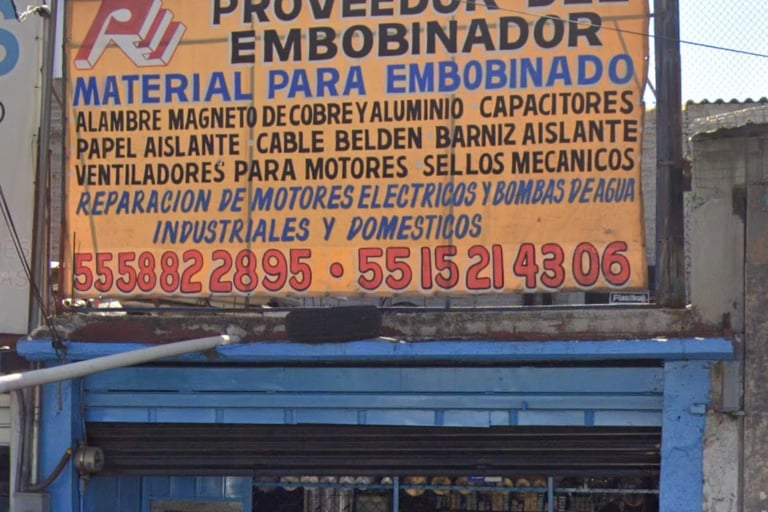 PROVEEDOR DEL
EMBOBINADOR
MATERIAL PARA EMBOBINADO
ALAMBRE MAGNETO DE COBRE Y ALUMINIO CAPACITORES
PAPEL AISLANTE CABLE BELDEN BARNIZ AISLANTE
VENTILADORES PARA MOTORES SELLOS MECANICOS
REPARACION DE MOTORES ELECTRICOS Y BOMBAS DE AGUA
INDUSTRIALES Y DOMESTICOS
5558822895 • 5515214306